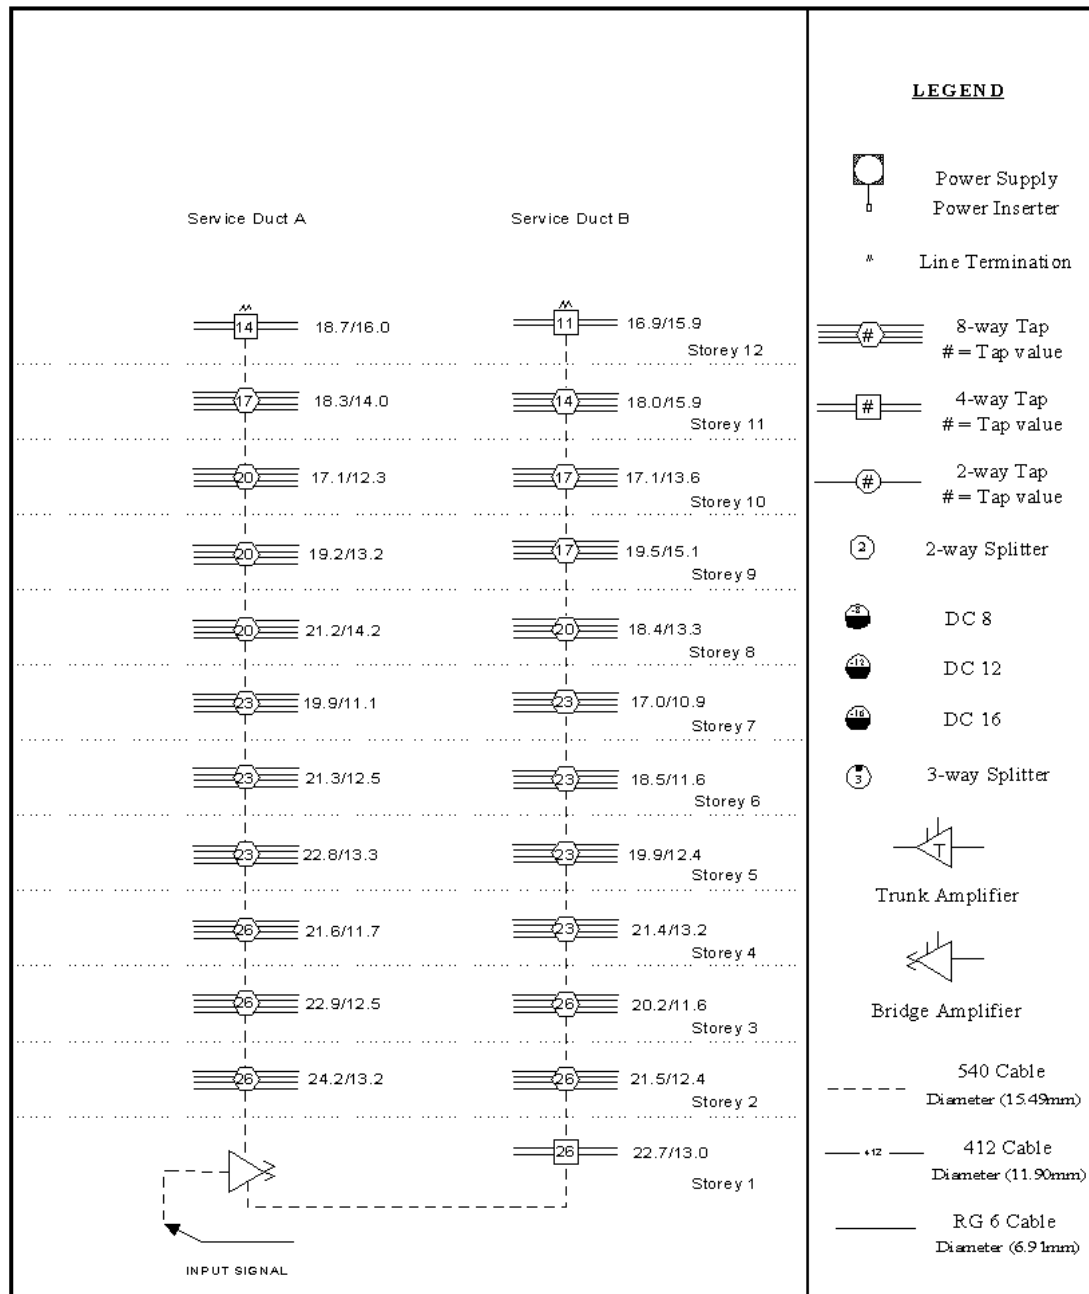 Service Duct A
Service Duct B
14 18.7/16.0
11 16.9/15.9
Storey 12
17 18.3/14.0
14 18.0/15.9
Storey 11
20 17.1/12.3
17 17.1/13.6
Storey 10
20 19.2/13.2
17 19.5/15.1
Storey 9
20 21.2/14.2
20 18.4/13.3
Storey 8
23 19.9/11.1
23 17.0/10.9
Storey 7
23 21.3/12.5
23 18.5/11.6
Storey 6
23 22.8/13.3
23 19.9/12.4
Storey 5
26 21.6/11.7
23 21.4/13.2
Storey 4
26 22.9/12.5
26 20.2/11.6
Storey 3
26 24.2/13.2
26 21.5/12.4
Storey 2
26 22.7/13.0
Storey 1
INPUT SIGNAL
LEGEND
Power Supply
Power Inserter
Line Termination
# 8-way Tap
# = Tap value
# 4-way Tap
# = Tap value
# 2-way Tap
# = Tap value
2 2-way Splitter
-8 DC 8
-12 DC 12
-16 DC 16
3 3-way Splitter
T
Trunk Amplifier
Bridge Amplifier
540 Cable
Diameter (15.49mm)
412 412 Cable
Diameter (11.90mm)
RG 6 Cable
Diameter (6.91mm)